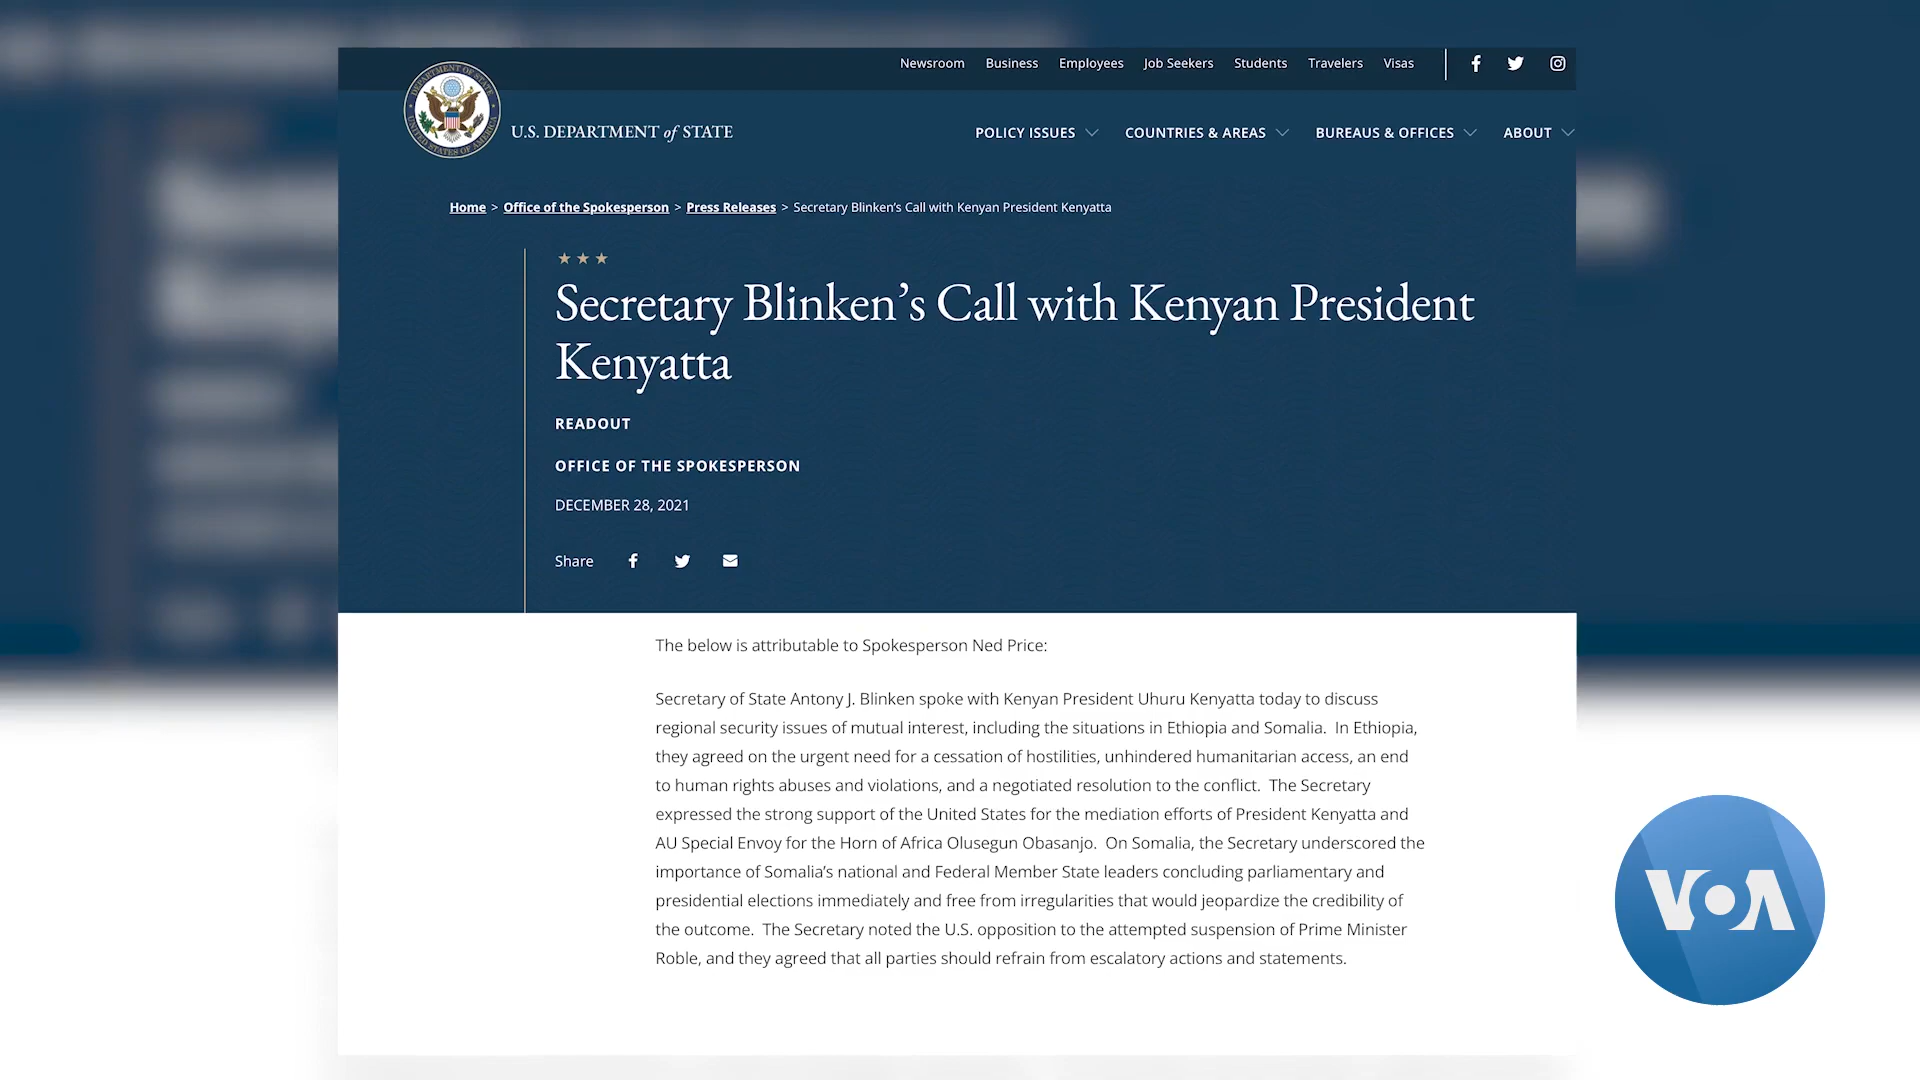 Newsroom Business Employees Job Seekers Students Travelers Visas
U.S. DEPARTMENT of STATE
POLICY ISSUES COUNTRIES & AREAS BUREAUS & OFFICES ABOUT
Home > Office of the Spokesperson > Press Releases > Secretary Blinken’s Call with Kenyan President Kenyatta
Secretary Blinken’s Call with Kenyan President
Kenyatta
READOUT
OFFICE OF THE SPOKESPERSON
DECEMBER 28, 2021
Share
The below is attributable to Spokesperson Ned Price:
Secretary of State Antony J. Blinken spoke with Kenyan President Uhuru Kenyatta today to discuss
regional security issues of mutual interest, including the situations in Ethiopia and Somalia. In Ethiopia,
they agreed on the urgent need for a cessation of hostilities, unhindered humanitarian access, an end
to human rights abuses and violations, and a negotiated resolution to the conflict. The Secretary
expressed the strong support of the United States for the mediation efforts of President Kenyatta and
AU Special Envoy for the Horn of Africa Olusegun Obasanjo. On Somalia, the Secretary underscored the
importance of Somalia’s national and Federal Member State leaders concluding parliamentary and
presidential elections immediately and free from irregularities that would jeopardize the credibility of
the outcome. The Secretary noted the U.S. opposition to the attempted suspension of Prime Minister
Roble, and they agreed that all parties should refrain from escalatory actions and statements.
DEPARTMENT OF STATE
UNITED STATES OF AMERICA
VOA